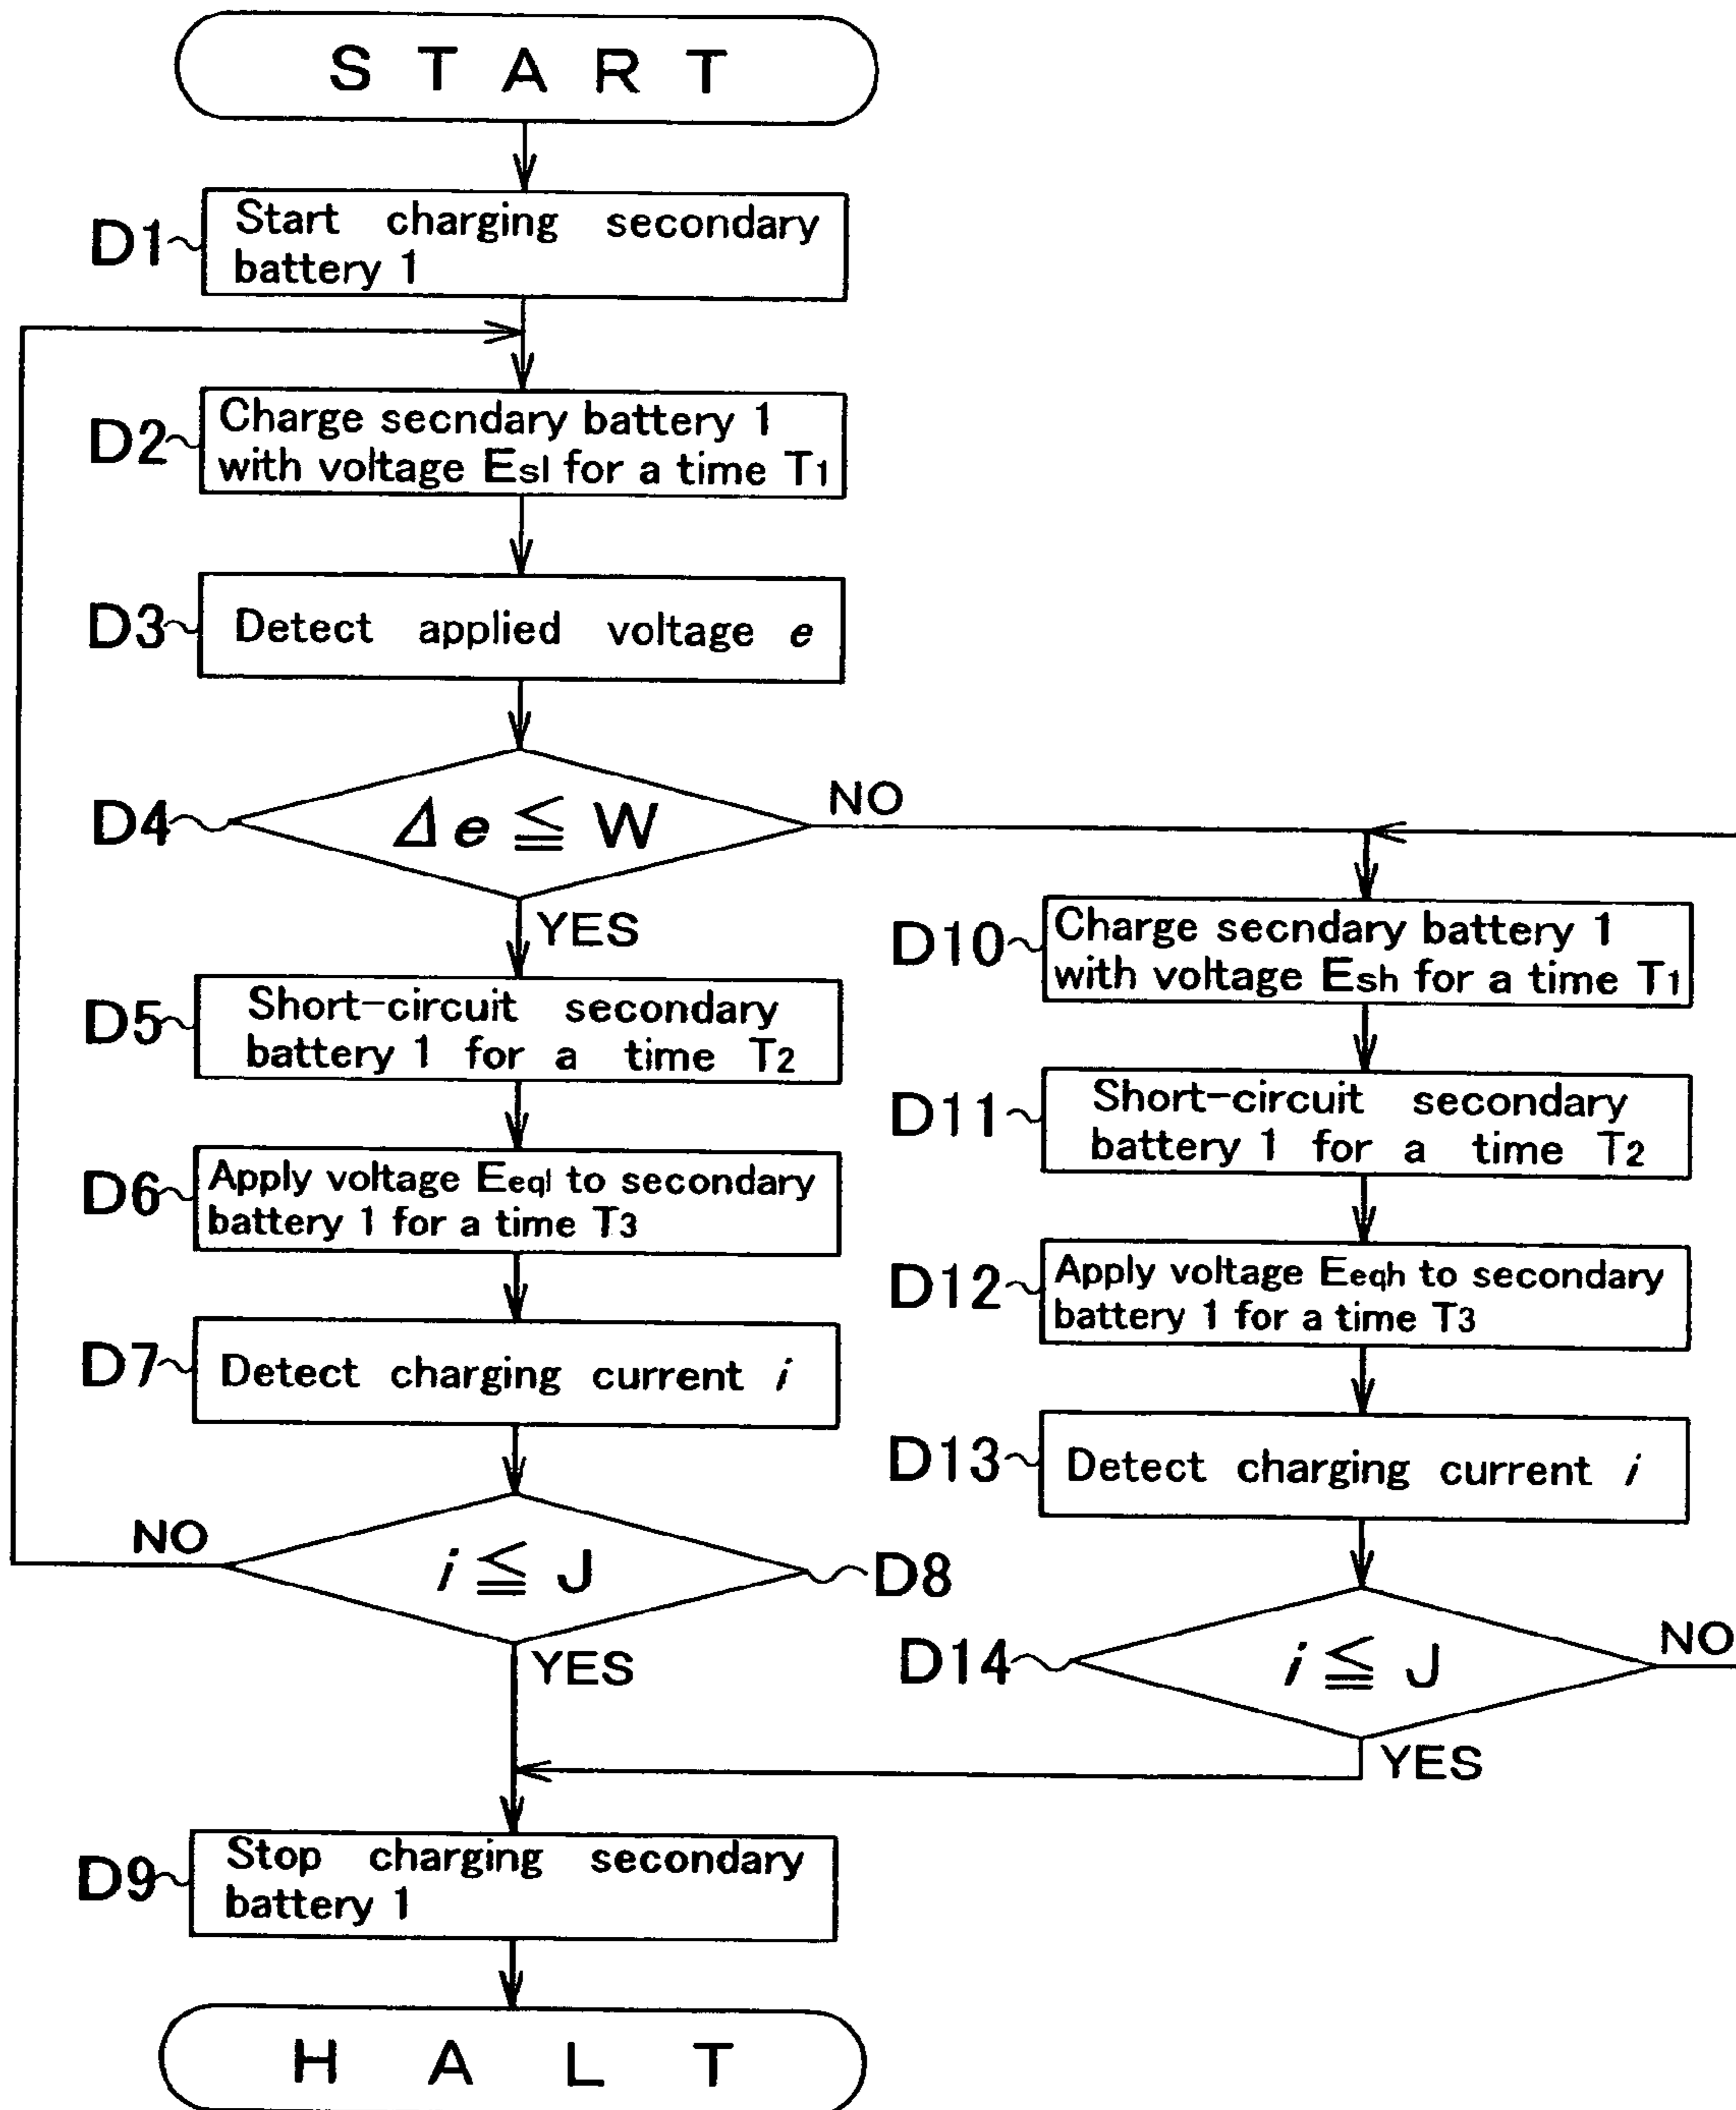 START
D1
Start charging secondary
battery 1
D2
Charge secndary battery 1
with voltage Esl for a time T1
D3
Detect applied voltage e
D4
Δe ≦ W
NO
YES
D5
Short-circuit secondary
battery 1 for a time T2
D6
Apply voltage Eeql to secondary
battery 1 for a time T3
D7
Detect charging current i
D8
i ≦ J
NO
YES
D9
Stop charging secondary
battery 1
HALT
D10
Charge secndary battery 1
with voltage Esh for a time T1
D11
Short-circuit secondary
battery 1 for a time T2
D12
Apply voltage Eeqh to secondary
battery 1 for a time T3
D13
Detect charging current i
D14
i ≦ J
NO
YES